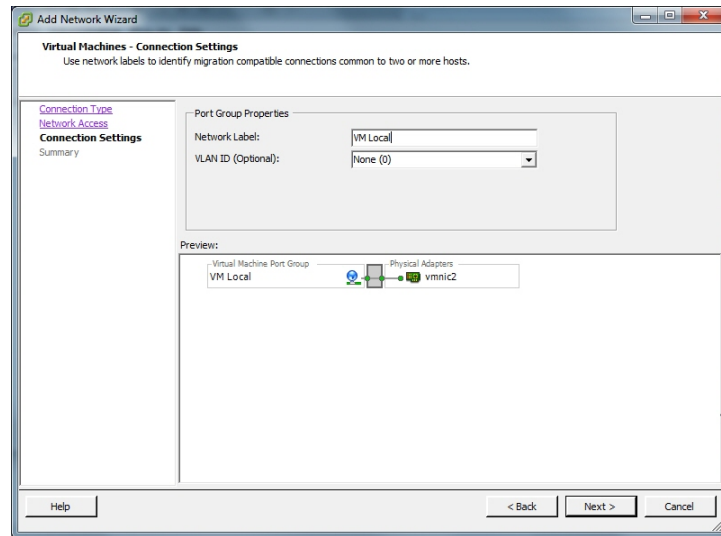 Add Network Wizard
Virtual Machines - Connection Settings
Use network labels to identify migration compatible connections common to two or more hosts.
Connection Type
Network Access
Connection Settings
Summary
Port Group Properties
Network Label:
VM Local
VLAN ID (Optional):
None (0)
Preview:
Virtual Machine Port Group
VM Local
Physical Adapters
vmnic2
Help
< Back
Next >
Cancel